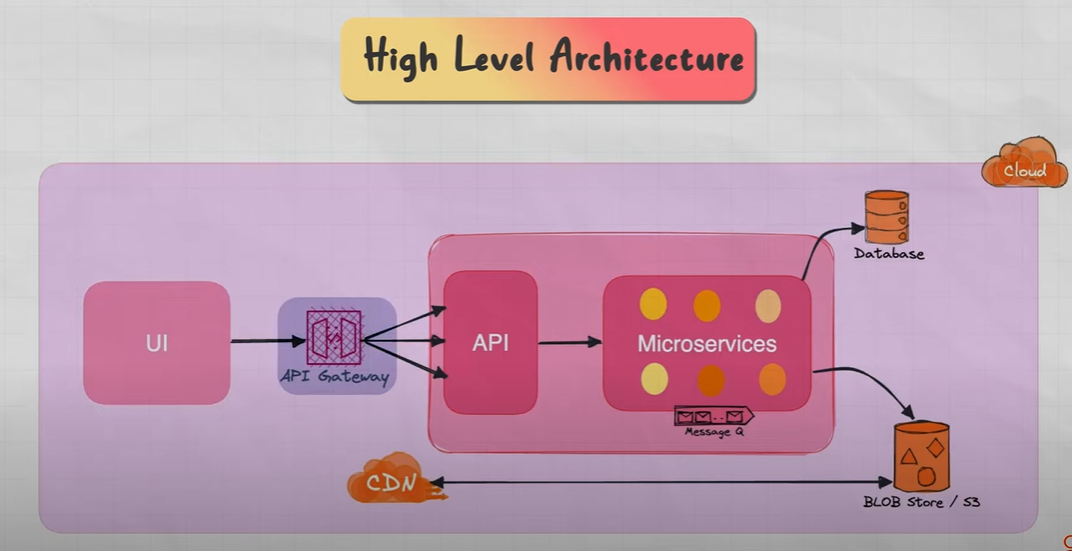 High Level Architecture
Cloud
Database
UI
API Gateway
API
Microservices
Message Q
CDN
BLOB Store / S3